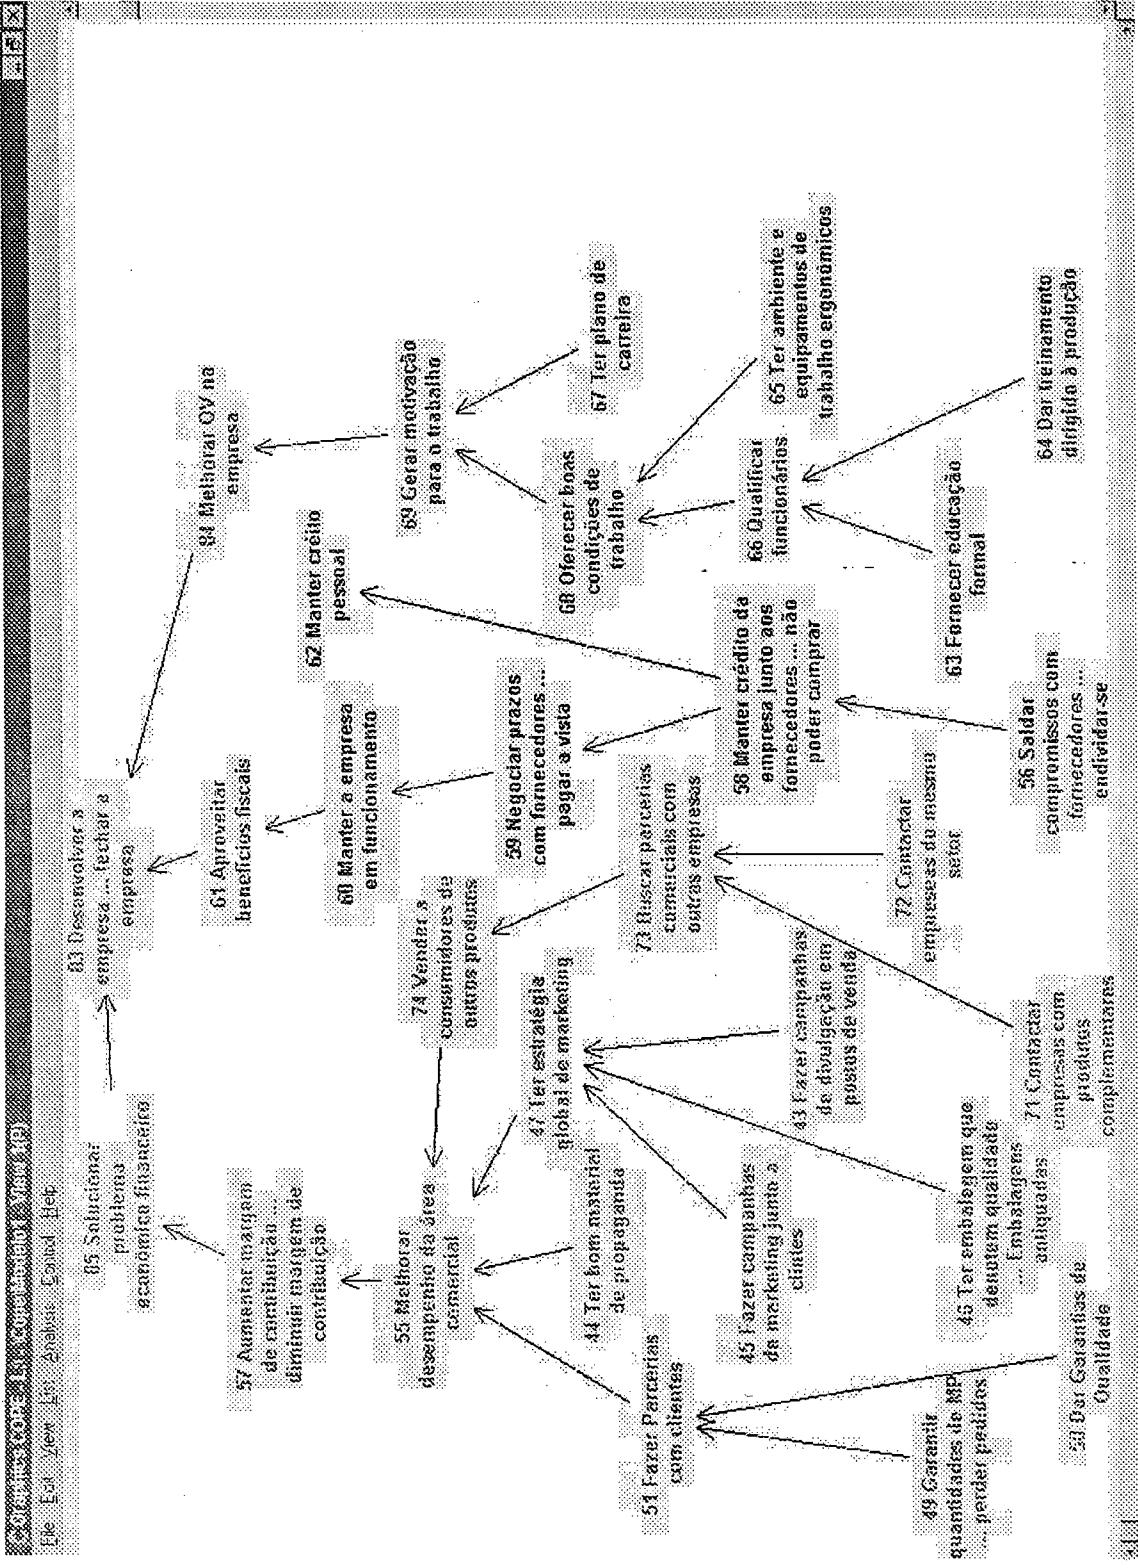 File Edit View List Analysis Control Help
83 Desenvolver a
empresa ... fechar a
empresa
85 Solucionar
problema
econômico financeiro
61 Aproveitar
benefícios fiscais
84 Melhorar QV na
empresa
57 Aumentar margem
de contribuição ...
diminuir margem de
contribuição
60 Manter a empresa
em funcionamento
62 Manter crédito
pessoal
55 Melhorar
desempenho da área
comercial
74 Vender a
consumidores de
outros produtos
69 Gerar motivação
para o trabalho
47 Ter estratégia
global de marketing
59 Negociar prazos
com fornecedores ...
pagar a vista
44 Ter bom material
de propaganda
68 Oferecer boas
condições de
trabalho
67 Ter plano de
carreira
51 Fazer Parcerias
com clientes
73 Buscar parcerias
comerciais com
outras empresas
45 Fazer campanhas
de marketing junto a
clintes
43 Fazer campanhas
de divulgação em
postos de venda
58 Manter crédito da
empresa junto aos
fornecedores ... não
poder comprar
66 Qualificar
funcionários
65 Ter ambiente e
equipamentos de
trabalho ergonômicos
49 Garantir
quantidades de MP
... perder pedidos
46 Ter embalagem que
denotem qualidade
... Embalagens
antiquadas
72 Contactar
empreseas do mesmo
setor
63 Fornecer educação
formal
50 Dar Garantias de
Qualidade
71 Contactar
empresas com
produtos
complementares
56 Saldar
compromissos com
fornecedores ...
endividar-se
64 Dar treinamento
dirigido à produção